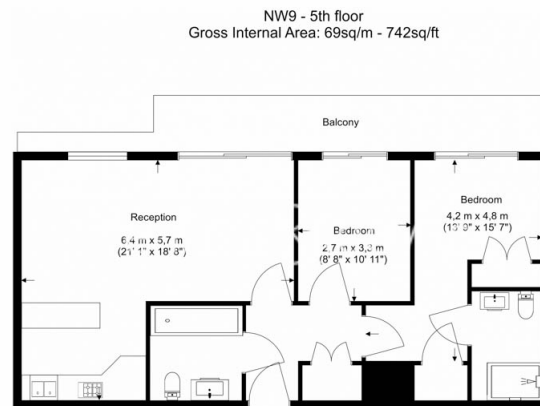 NW9 - 5th floor
Gross Internal Area: 69sq/m - 742sq/ft
Balcony
Reception
6,4 m x 5,7 m
(21' 1" x 18' 8")
Bedroom
2,7 m x 3,3 m
(8' 8" x 10' 11")
Bedroom
4,2 m x 4,8 m
(13' 9" x 15' 7")